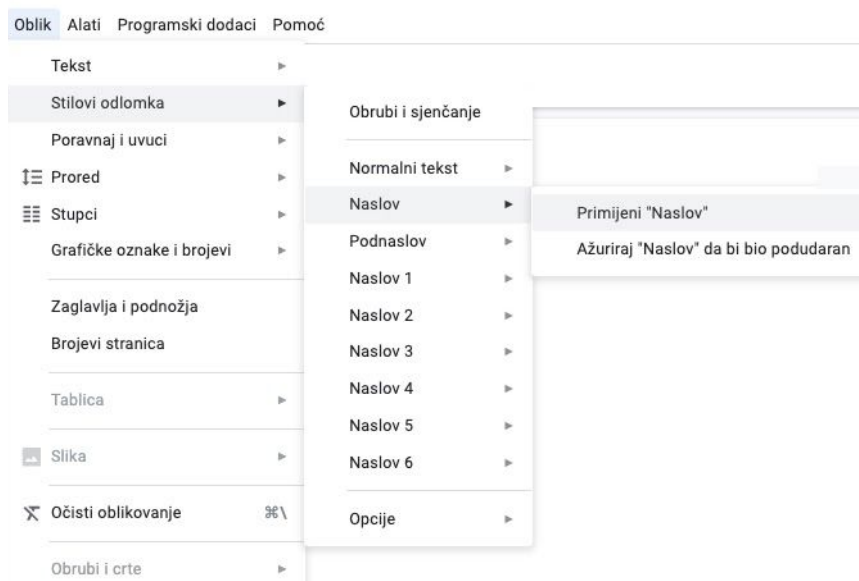 Oblik Alati Programski dodaci Pomoć
Tekst
Stilovi odlomka
Poravnaj i uvuci
Prored
Stupci
Grafičke oznake i brojevi
Zaglavlja i podnožja
Brojevi stranica
Tablica
Slika
Očisti oblikovanje ⌘\
Obrubi i crte
Obrubi i sjenčanje
Normalni tekst
Naslov
Podnaslov
Naslov 1
Naslov 2
Naslov 3
Naslov 4
Naslov 5
Naslov 6
Opcije
Primijeni "Naslov"
Ažuriraj "Naslov" da bi bio podudaran